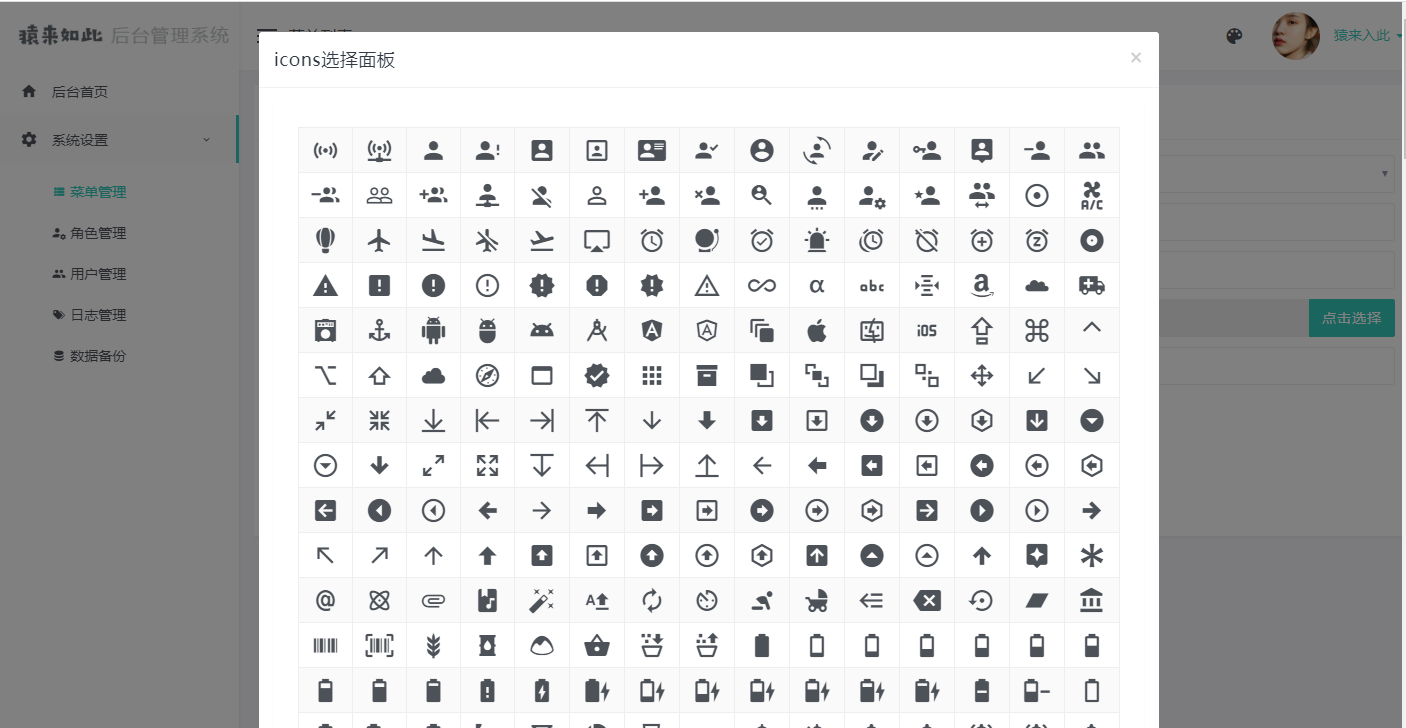 猿来如此 后台管理系统
猿来入此
icons选择面板
×
后台首页
系统设置
菜单管理
角色管理
用户管理
日志管理
数据备份
点击选择
A/C
abc
iOS